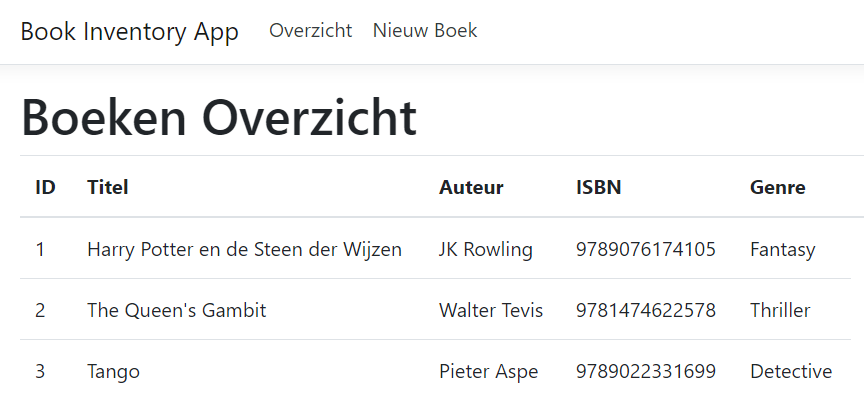 Book Inventory App Overzicht Nieuw Boek
Boeken Overzicht
ID Titel Auteur ISBN Genre
1 Harry Potter en de Steen der Wijzen JK Rowling 9789076174105 Fantasy
2 The Queen's Gambit Walter Tevis 9781474622578 Thriller
3 Tango Pieter Aspe 9789022331699 Detective